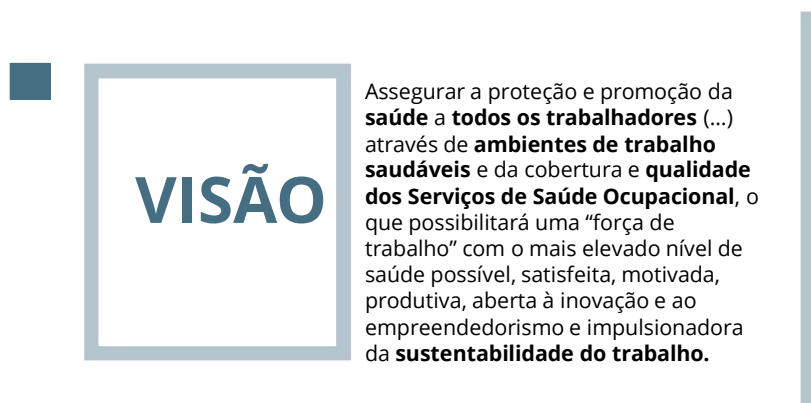 VISÃO
Assegurar a proteção e promoção da
saúde a todos os trabalhadores (...)
através de ambientes de trabalho
saudáveis e da cobertura e qualidade
dos Serviços de Saúde Ocupacional, o
que possibilitará uma “força de
trabalho” com o mais elevado nível de
saúde possível, satisfeita, motivada,
produtiva, aberta à inovação e ao
empreendedorismo e impulsionadora
da sustentabilidade do trabalho.